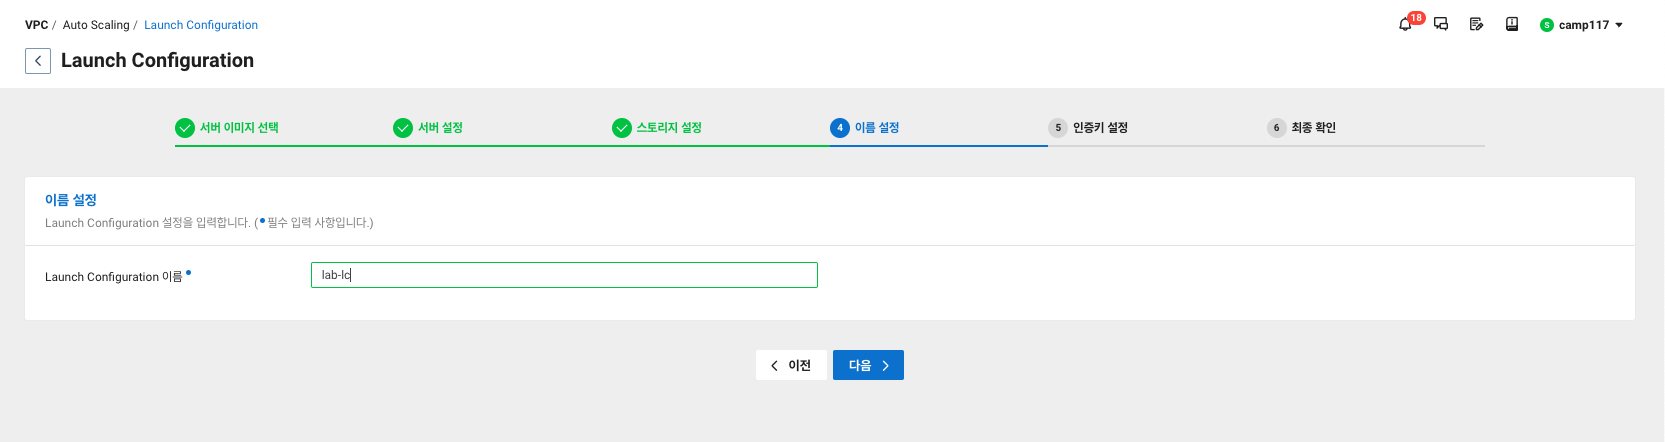 VPC / Auto Scaling / Launch Configuration
18
S camp117
Launch Configuration
서버 이미지 선택
서버 설정
스토리지 설정
4 이름 설정
5 인증키 설정
6 최종 확인
이름 설정
Launch Configuration 설정을 입력합니다. (• 필수 입력 사항입니다.)
Launch Configuration 이름 •
lab-lc
이전
다음